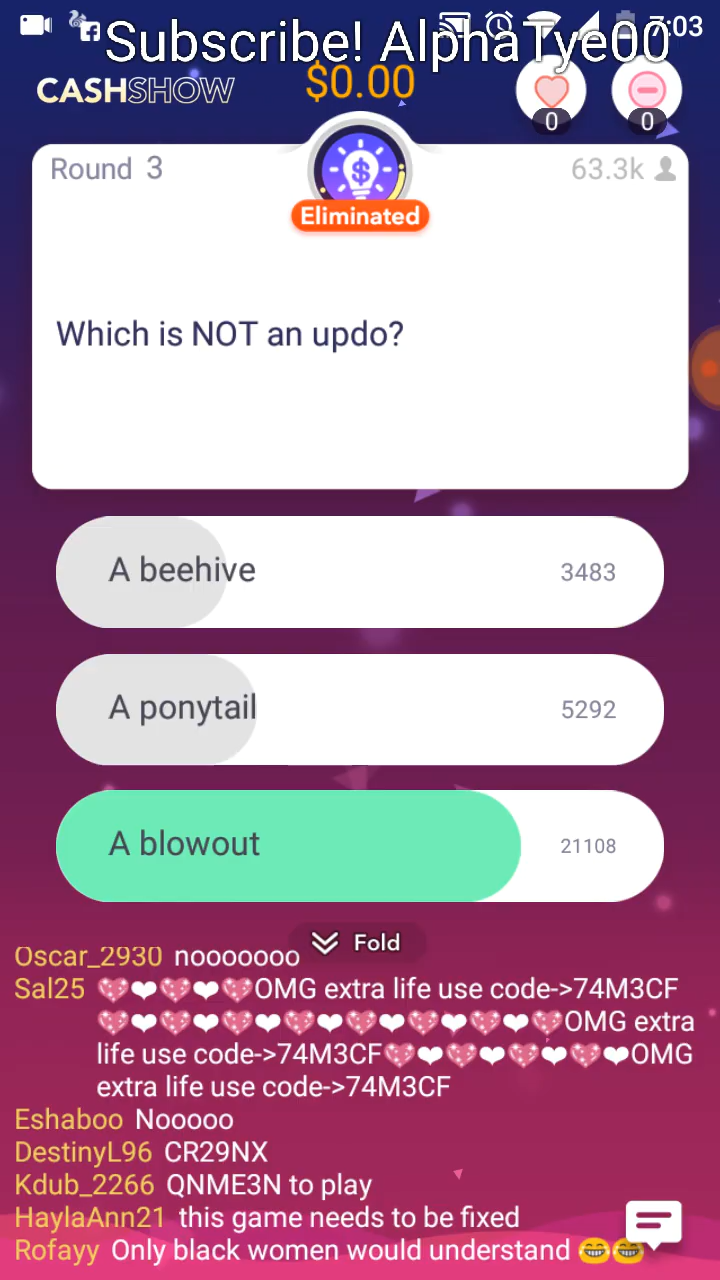 Subscribe! AlphaTye00
7:03
CASHSHOW
$0.00
0
0
Round 3
63.3k
Eliminated
Which is NOT an updo?
A beehive 3483
A ponytail 5292
A blowout 21108
Fold
Oscar_2930 nooooooo
Sal25 💖❤💖❤💖OMG extra life use code->74M3CF
💖❤💖❤💖❤💖❤💖❤💖❤💖❤💖OMG extra
life use code->74M3CF💖❤💖❤💖❤💖❤OMG
extra life use code->74M3CF
Eshaboo Nooooo
DestinyL96 CR29NX
Kdub_2266 QNME3N to play
HaylaAnn21 this game needs to be fixed
Rofayy Only black women would understand 😂😂